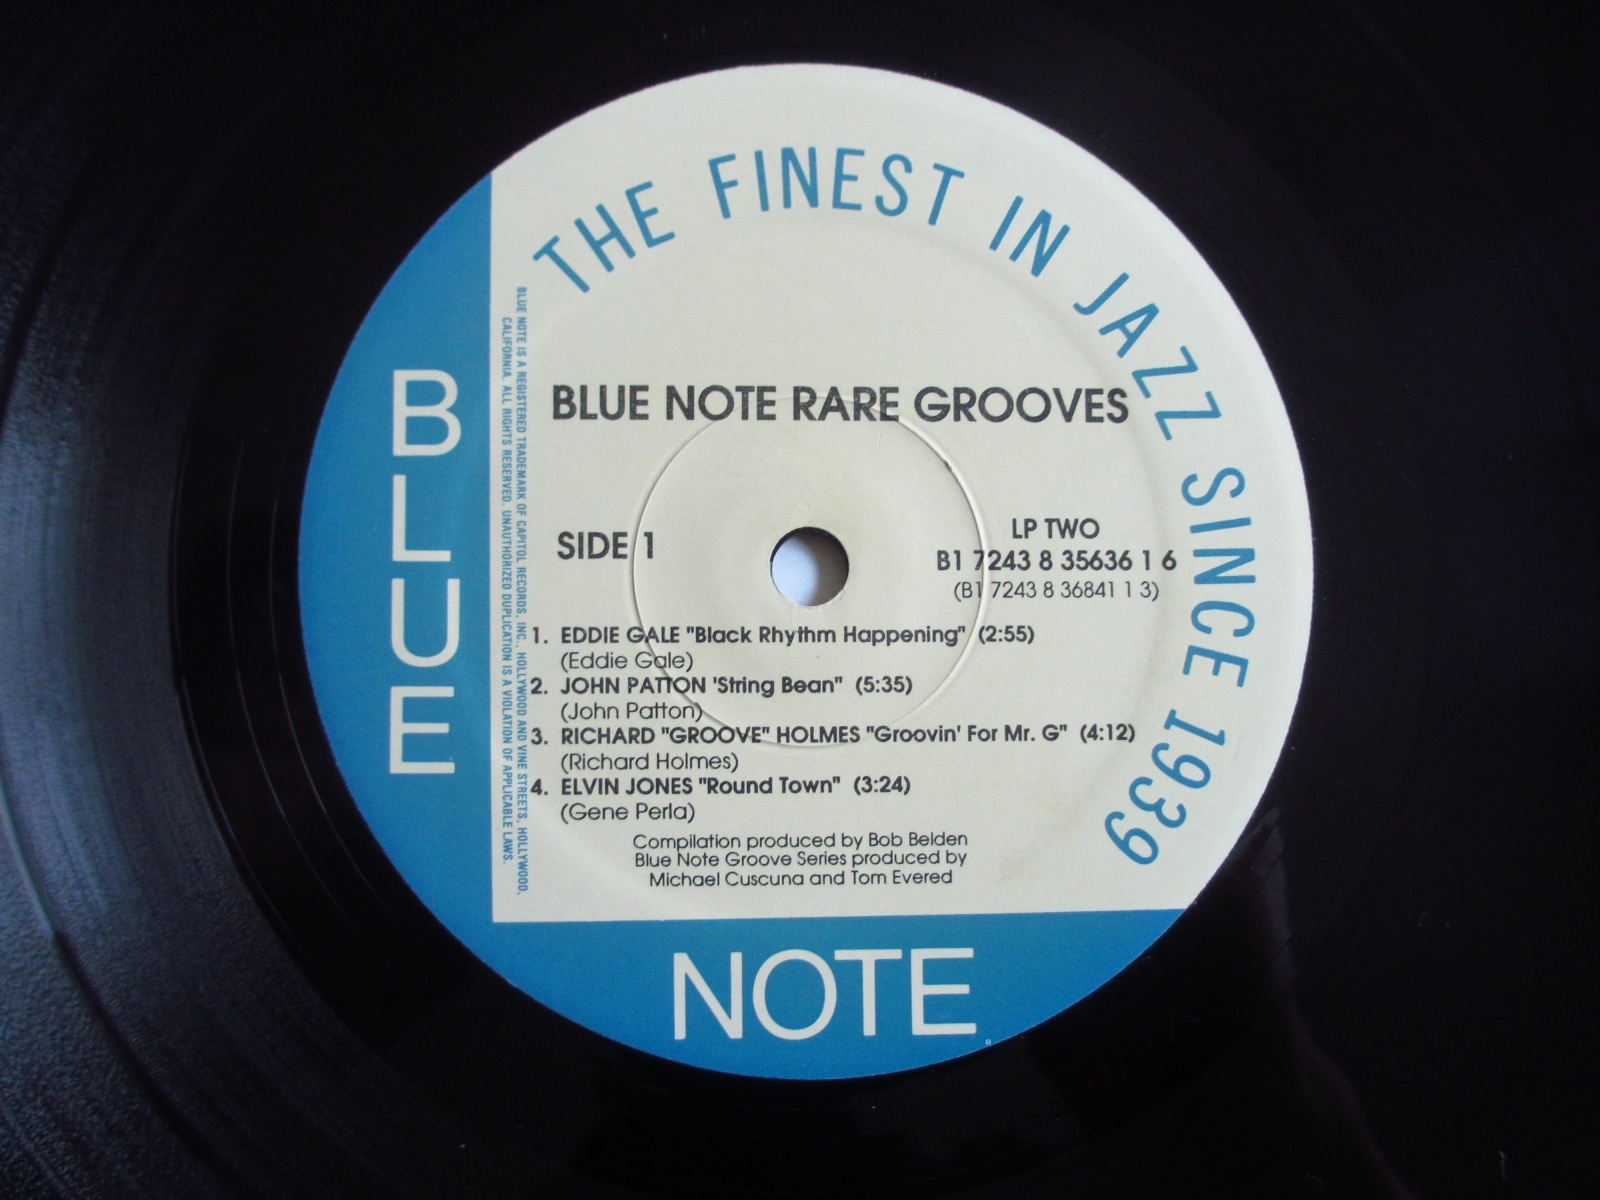 THE FINEST IN JAZZ SINCE 1939
BLUE NOTE RARE GROOVES
SIDE 1
LP TWO
B1 7243 8 35636 1 6
(B1 7243 8 36841 1 3)
1. EDDIE GALE "Black Rhythm Happening" (2:55)
(Eddie Gale)
2. JOHN PATTON 'String Bean" (5:35)
(John Patton)
3. RICHARD "GROOVE" HOLMES "Groovin' For Mr. G" (4:12)
(Richard Holmes)
4. ELVIN JONES "Round Town" (3:24)
(Gene Perla)
Compilation produced by Bob Belden
Blue Note Groove Series produced by
Michael Cuscuna and Tom Evered
BLUE NOTE IS A REGISTERED TRADEMARK OF CAPITOL RECORDS, INC., HOLLYWOOD AND VINE STREETS, HOLLYWOOD,
CALIFORNIA. ALL RIGHTS RESERVED. UNAUTHORIZED DUPLICATION IS A VIOLATION OF APPLICABLE LAWS.
BLUE
NOTE
®